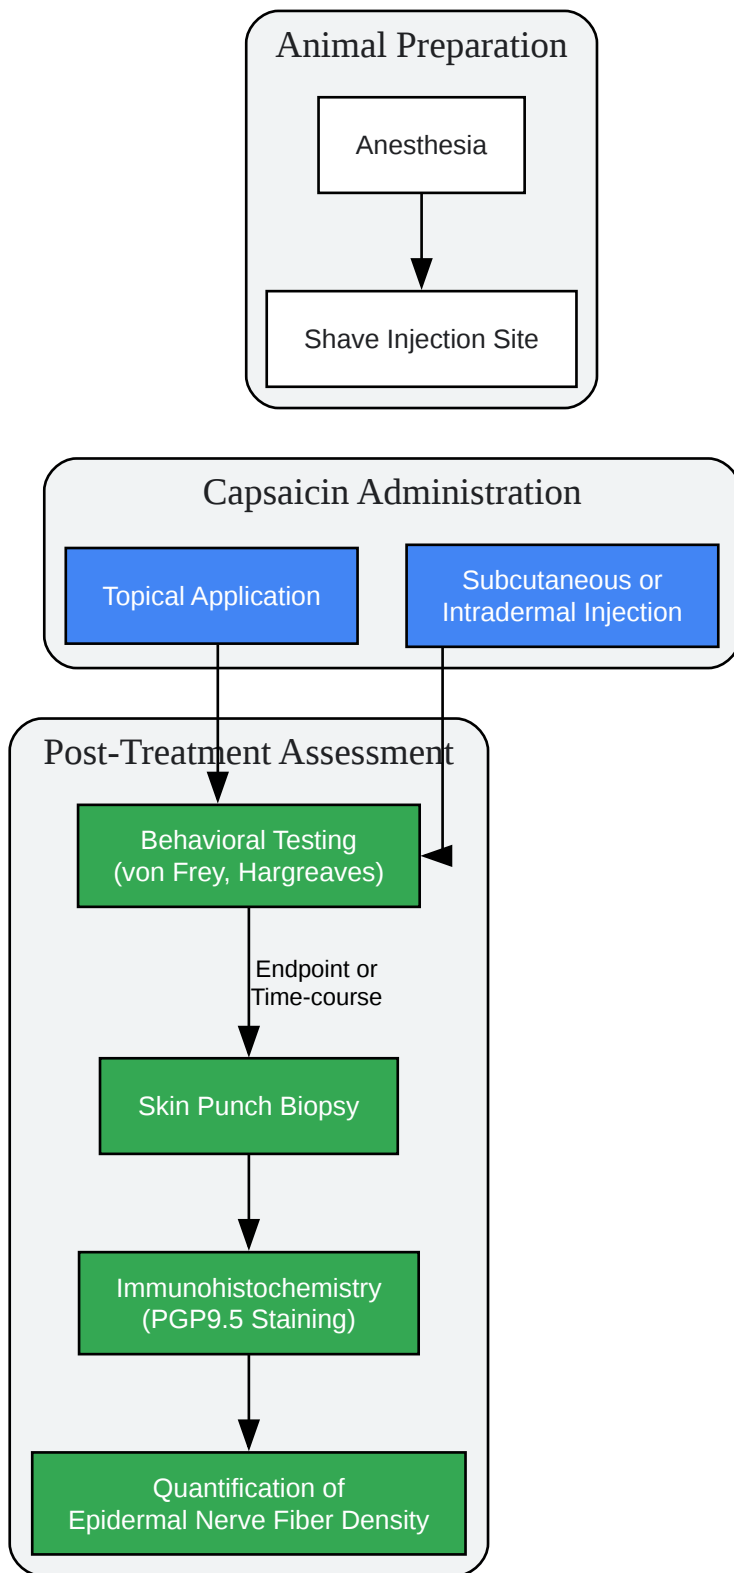 Animal Preparation
Anesthesia
Shave Injection Site
Capsaicin Administration
Topical Application
Subcutaneous or
Intradermal Injection
Post-Treatment Assessment
Behavioral Testing
(von Frey, Hargreaves)
Endpoint or
Time-course
Skin Punch Biopsy
Immunohistochemistry
(PGP9.5 Staining)
Quantification of
Epidermal Nerve Fiber Density